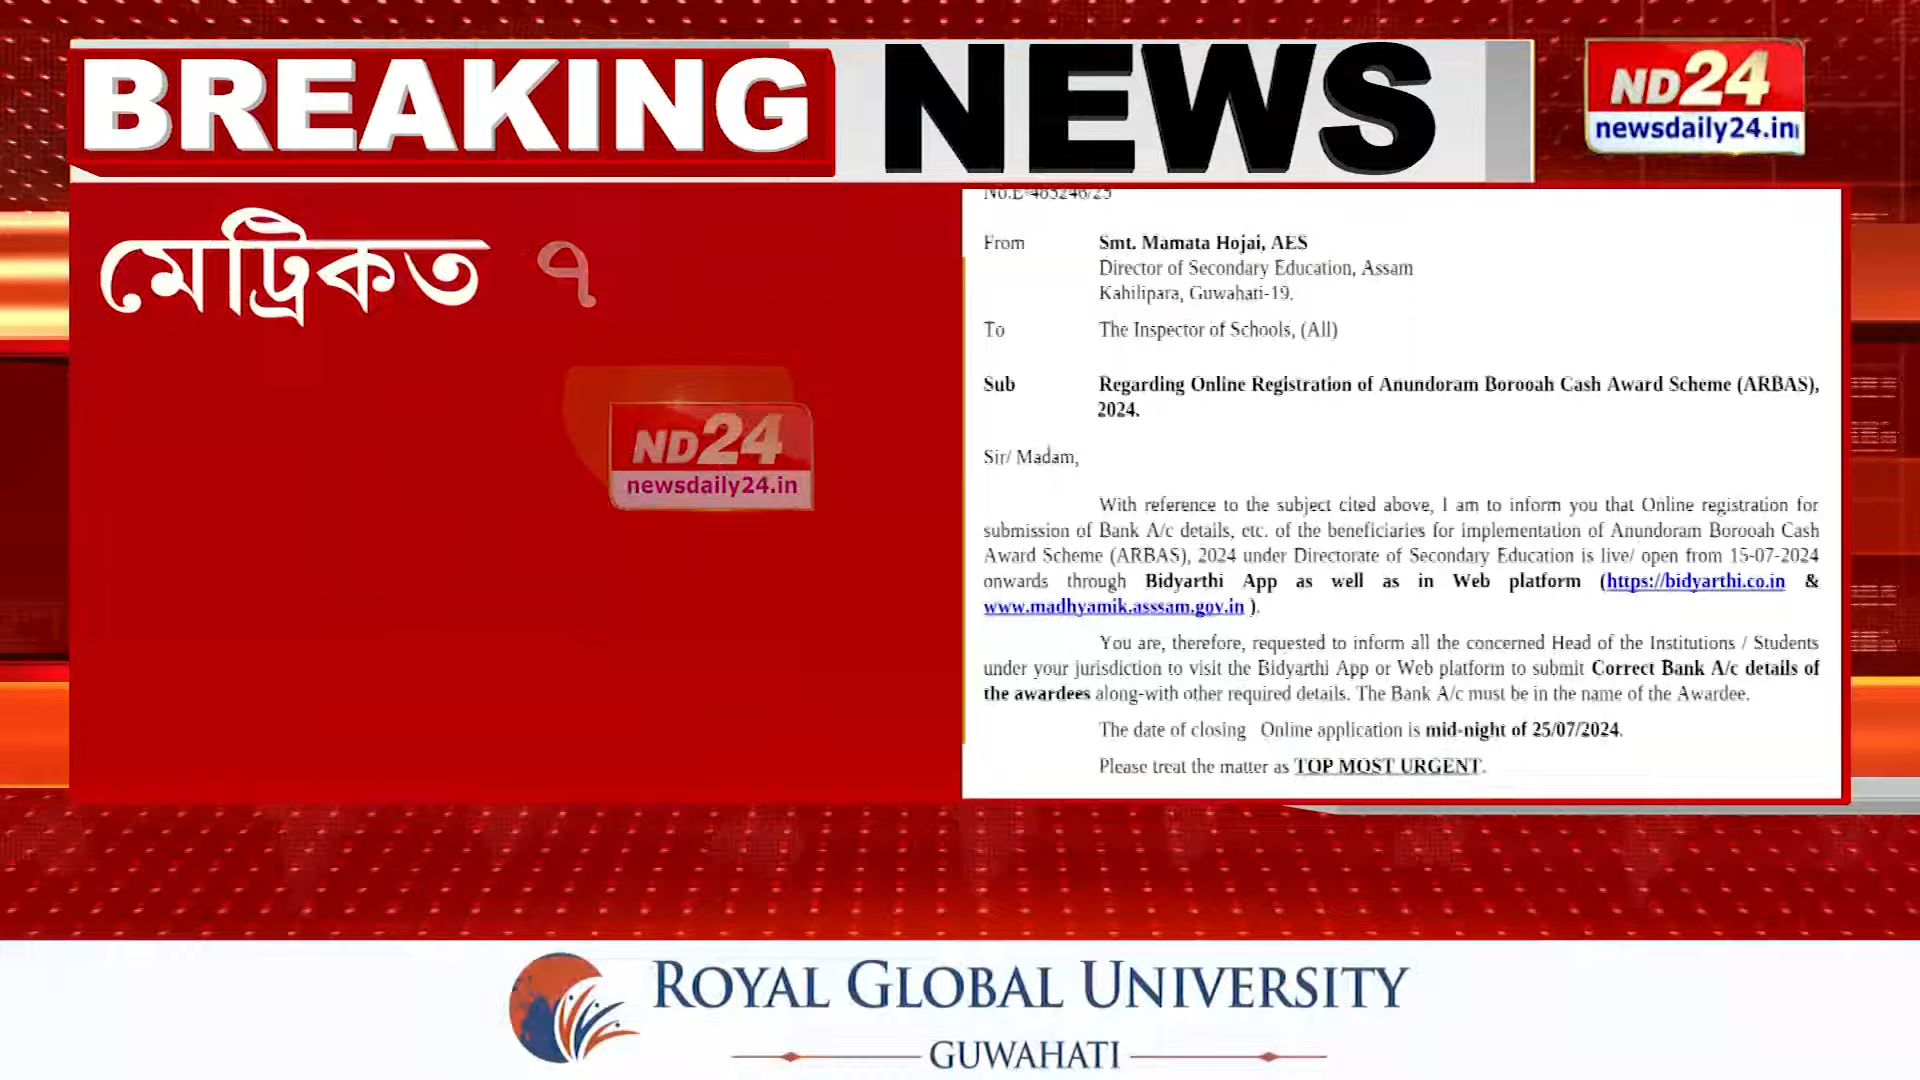 BREAKING NEWS
ND24
newsdaily24.in
মেট্ৰিকত ৭
ND24
newsdaily24.in
From Smt. Mamata Hojai, AES
Director of Secondary Education, Assam
Kahilipara, Guwahati-19.
To The Inspector of Schools, (All)
Sub Regarding Online Registration of Anundoram Borooah Cash Award Scheme (ARBAS),
2024.
Sir/ Madam,
With reference to the subject cited above, I am to inform you that Online registration for
submission of Bank A/c details, etc. of the beneficiaries for implementation of Anundoram Borooah Cash
Award Scheme (ARBAS), 2024 under Directorate of Secondary Education is live/ open from 15-07-2024
onwards through Bidyarthi App as well as in Web platform (https://bidyarthi.co.in &
www.madhyamik.asssam.gov.in ).
You are, therefore, requested to inform all the concerned Head of the Institutions / Students
under your jurisdiction to visit the Bidyarthi App or Web platform to submit Correct Bank A/c details of
the awardees along-with other required details. The Bank A/c must be in the name of the Awardee.
The date of closing Online application is mid-night of 25/07/2024.
Please treat the matter as TOP MOST URGENT.
ROYAL GLOBAL UNIVERSITY
GUWAHATI